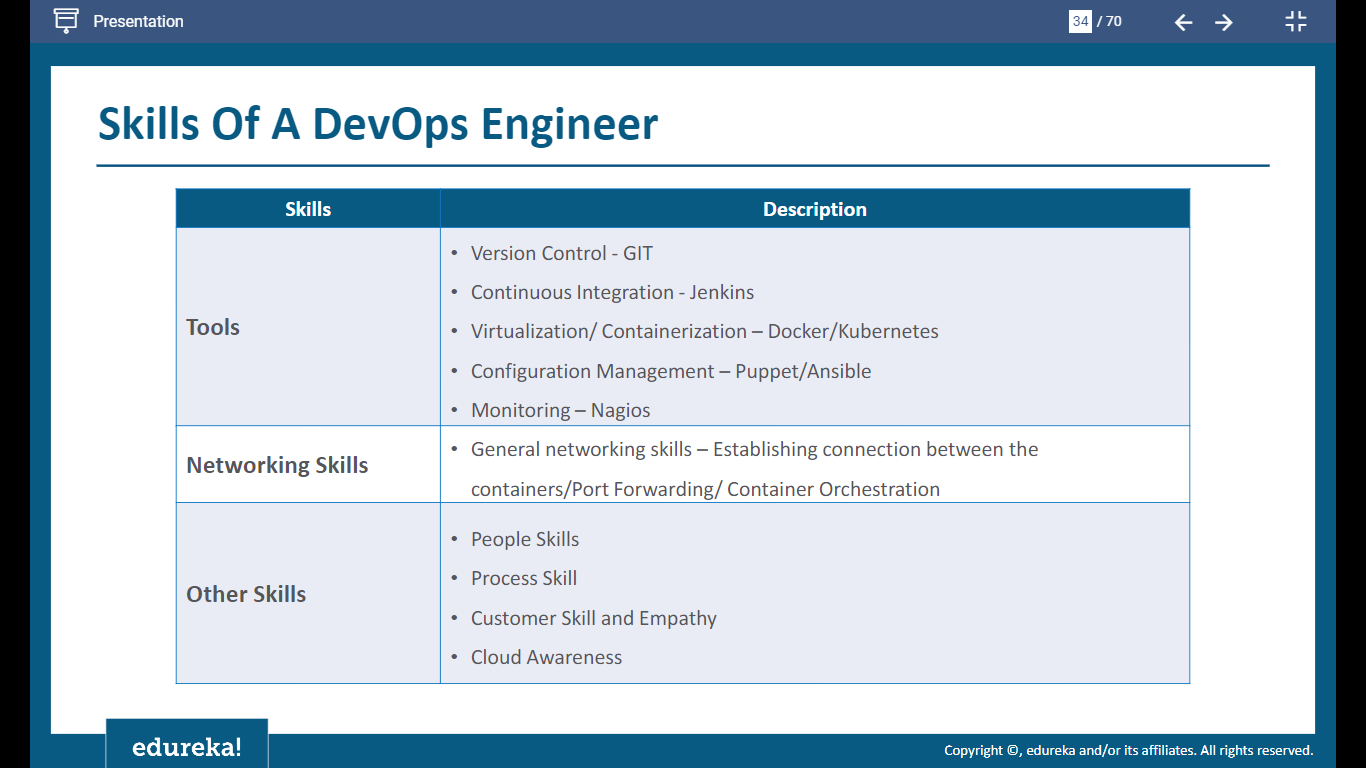 Presentation
34 / 70
Skills Of A DevOps Engineer
Skills Description
Tools
• Version Control - GIT
• Continuous Integration - Jenkins
• Virtualization/ Containerization – Docker/Kubernetes
• Configuration Management – Puppet/Ansible
• Monitoring – Nagios
Networking Skills
• General networking skills – Establishing connection between the
containers/Port Forwarding/ Container Orchestration
Other Skills
• People Skills
• Process Skill
• Customer Skill and Empathy
• Cloud Awareness
edureka!
Copyright ©, edureka and/or its affiliates. All rights reserved.